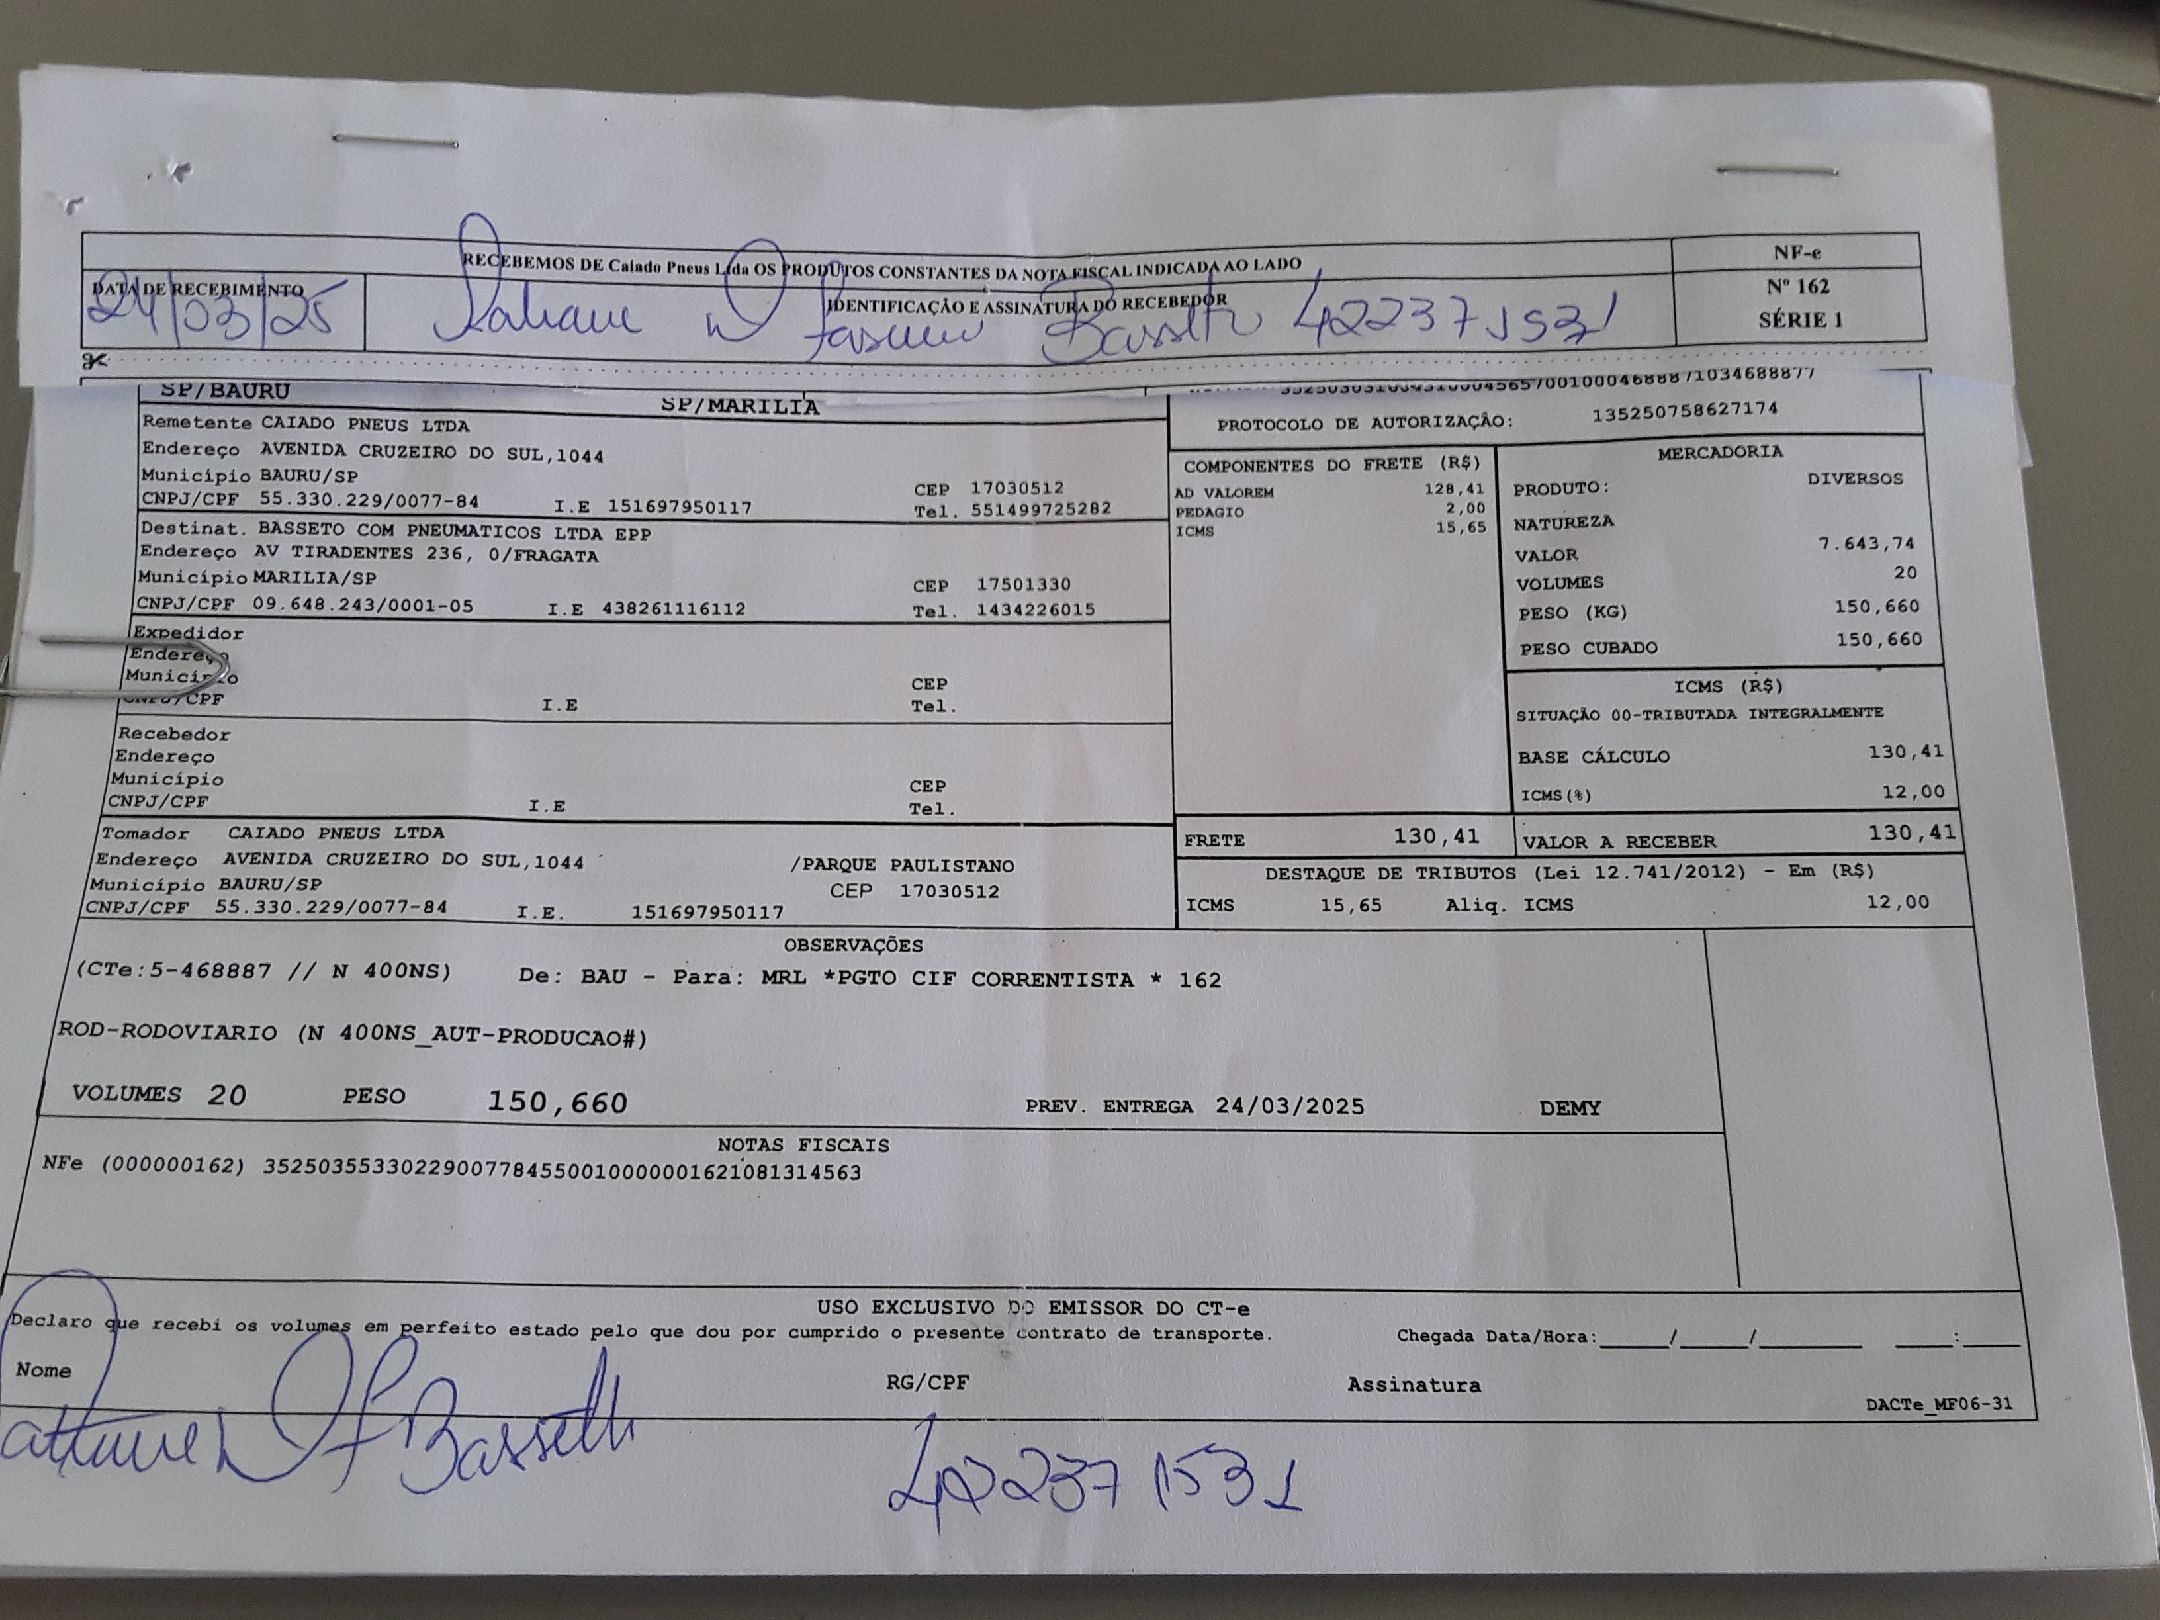 RECEBEMOS DE Caiado Pneus Ltda OS PRODUTOS CONSTANTES DA NOTA FISCAL INDICADA AO LADO
NF-e
DATA DE RECEBIMENTO
24/03/25
IDENTIFICAÇÃO E ASSINATURA DO RECEBEDOR
422371531
Nº 162
SÉRIE 1
SP/BAURU
SP/MARILIA
PROTOCOLO DE AUTORIZAÇÃO: 135250758627174
Remetente CAIADO PNEUS LTDA
Endereço AVENIDA CRUZEIRO DO SUL,1044
Município BAURU/SP
CEP 17030512
CNPJ/CPF 55.330.229/0077-84 I.E 151697950117 Tel. 551499725282
Destinat. BASSETO COM PNEUMATICOS LTDA EPP
Endereço AV TIRADENTES 236, 0/FRAGATA
Município MARILIA/SP
CEP 17501330
CNPJ/CPF 09.648.243/0001-05 I.E 438261116112 Tel. 1434226015
Expedidor
Endereço
Município
CEP
CNPJ/CPF I.E Tel.
Recebedor
Endereço
Município
CEP
CNPJ/CPF I.E Tel.
Tomador CAIADO PNEUS LTDA
Endereço AVENIDA CRUZEIRO DO SUL,1044 /PARQUE PAULISTANO
Município BAURU/SP
CEP 17030512
CNPJ/CPF 55.330.229/0077-84 I.E. 151697950117
COMPONENTES DO FRETE (R$)
AD VALOREM 128,41
PEDAGIO 2,00
ICMS 15,65
MERCADORIA
PRODUTO: DIVERSOS
NATUREZA
VALOR 7.643,74
VOLUMES 20
PESO (KG) 150,660
PESO CUBADO 150,660
ICMS (R$)
SITUAÇÃO 00-TRIBUTADA INTEGRALMENTE
BASE CÁLCULO 130,41
ICMS(%) 12,00
FRETE 130,41
VALOR A RECEBER 130,41
DESTAQUE DE TRIBUTOS (Lei 12.741/2012) - Em (R$)
ICMS 15,65 Aliq. ICMS 12,00
OBSERVAÇÕES
(CTe:5-468887 // N 400NS) De: BAU - Para: MRL *PGTO CIF CORRENTISTA * 162
ROD-RODOVIARIO (N 400NS_AUT-PRODUCAO#)
VOLUMES 20 PESO 150,660 PREV. ENTREGA 24/03/2025 DEMY
NOTAS FISCAIS
NFe (000000162) 35250355330229007784550010000001621081314563
USO EXCLUSIVO DO EMISSOR DO CT-e
Declaro que recebi os volumes em perfeito estado pelo que dou por cumprido o presente contrato de transporte. Chegada Data/Hora:____/____/______ ___:___
Nome RG/CPF Assinatura
DACTe_MF06-31
422371531